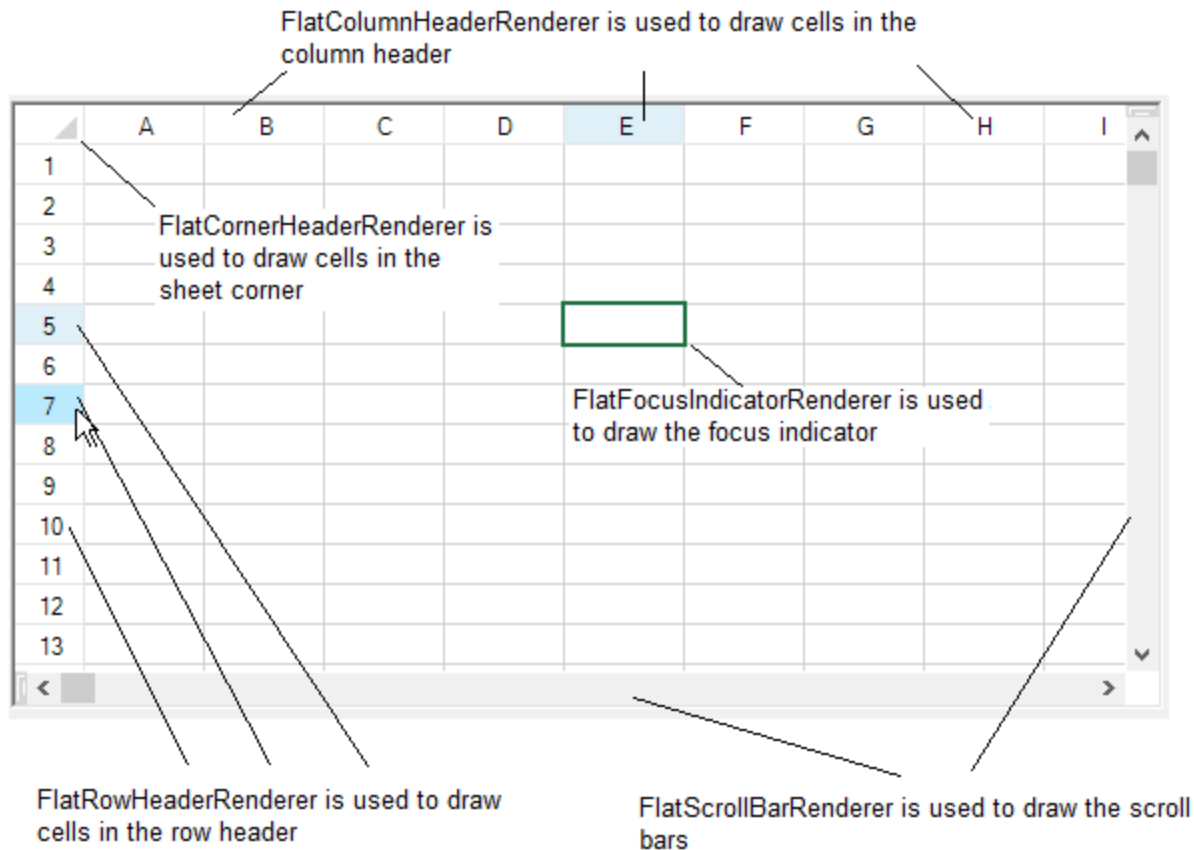 FlatColumnHeaderRenderer is used to draw cells in the
column header
A B C D E F G H I
1
2
FlatCornerHeaderRenderer is
3
used to draw cells in the
4
sheet corner
5
6
7
FlatFocusIndicatorRenderer is used
to draw the focus indicator
8
9
10
11
12
13
FlatRowHeaderRenderer is used to draw
cells in the row header
FlatScrollBarRenderer is used to draw the scroll
bars